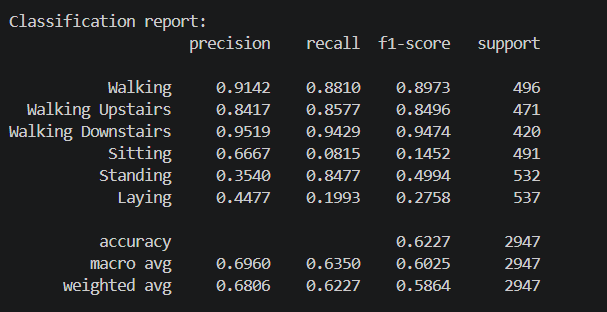 Classification report:
precision recall f1-score support
Walking 0.9142 0.8810 0.8973 496
Walking Upstairs 0.8417 0.8577 0.8496 471
Walking Downstairs 0.9519 0.9429 0.9474 420
Sitting 0.6667 0.0815 0.1452 491
Standing 0.3540 0.8477 0.4994 532
Laying 0.4477 0.1993 0.2758 537
accuracy 0.6227 2947
macro avg 0.6960 0.6350 0.6025 2947
weighted avg 0.6806 0.6227 0.5864 2947